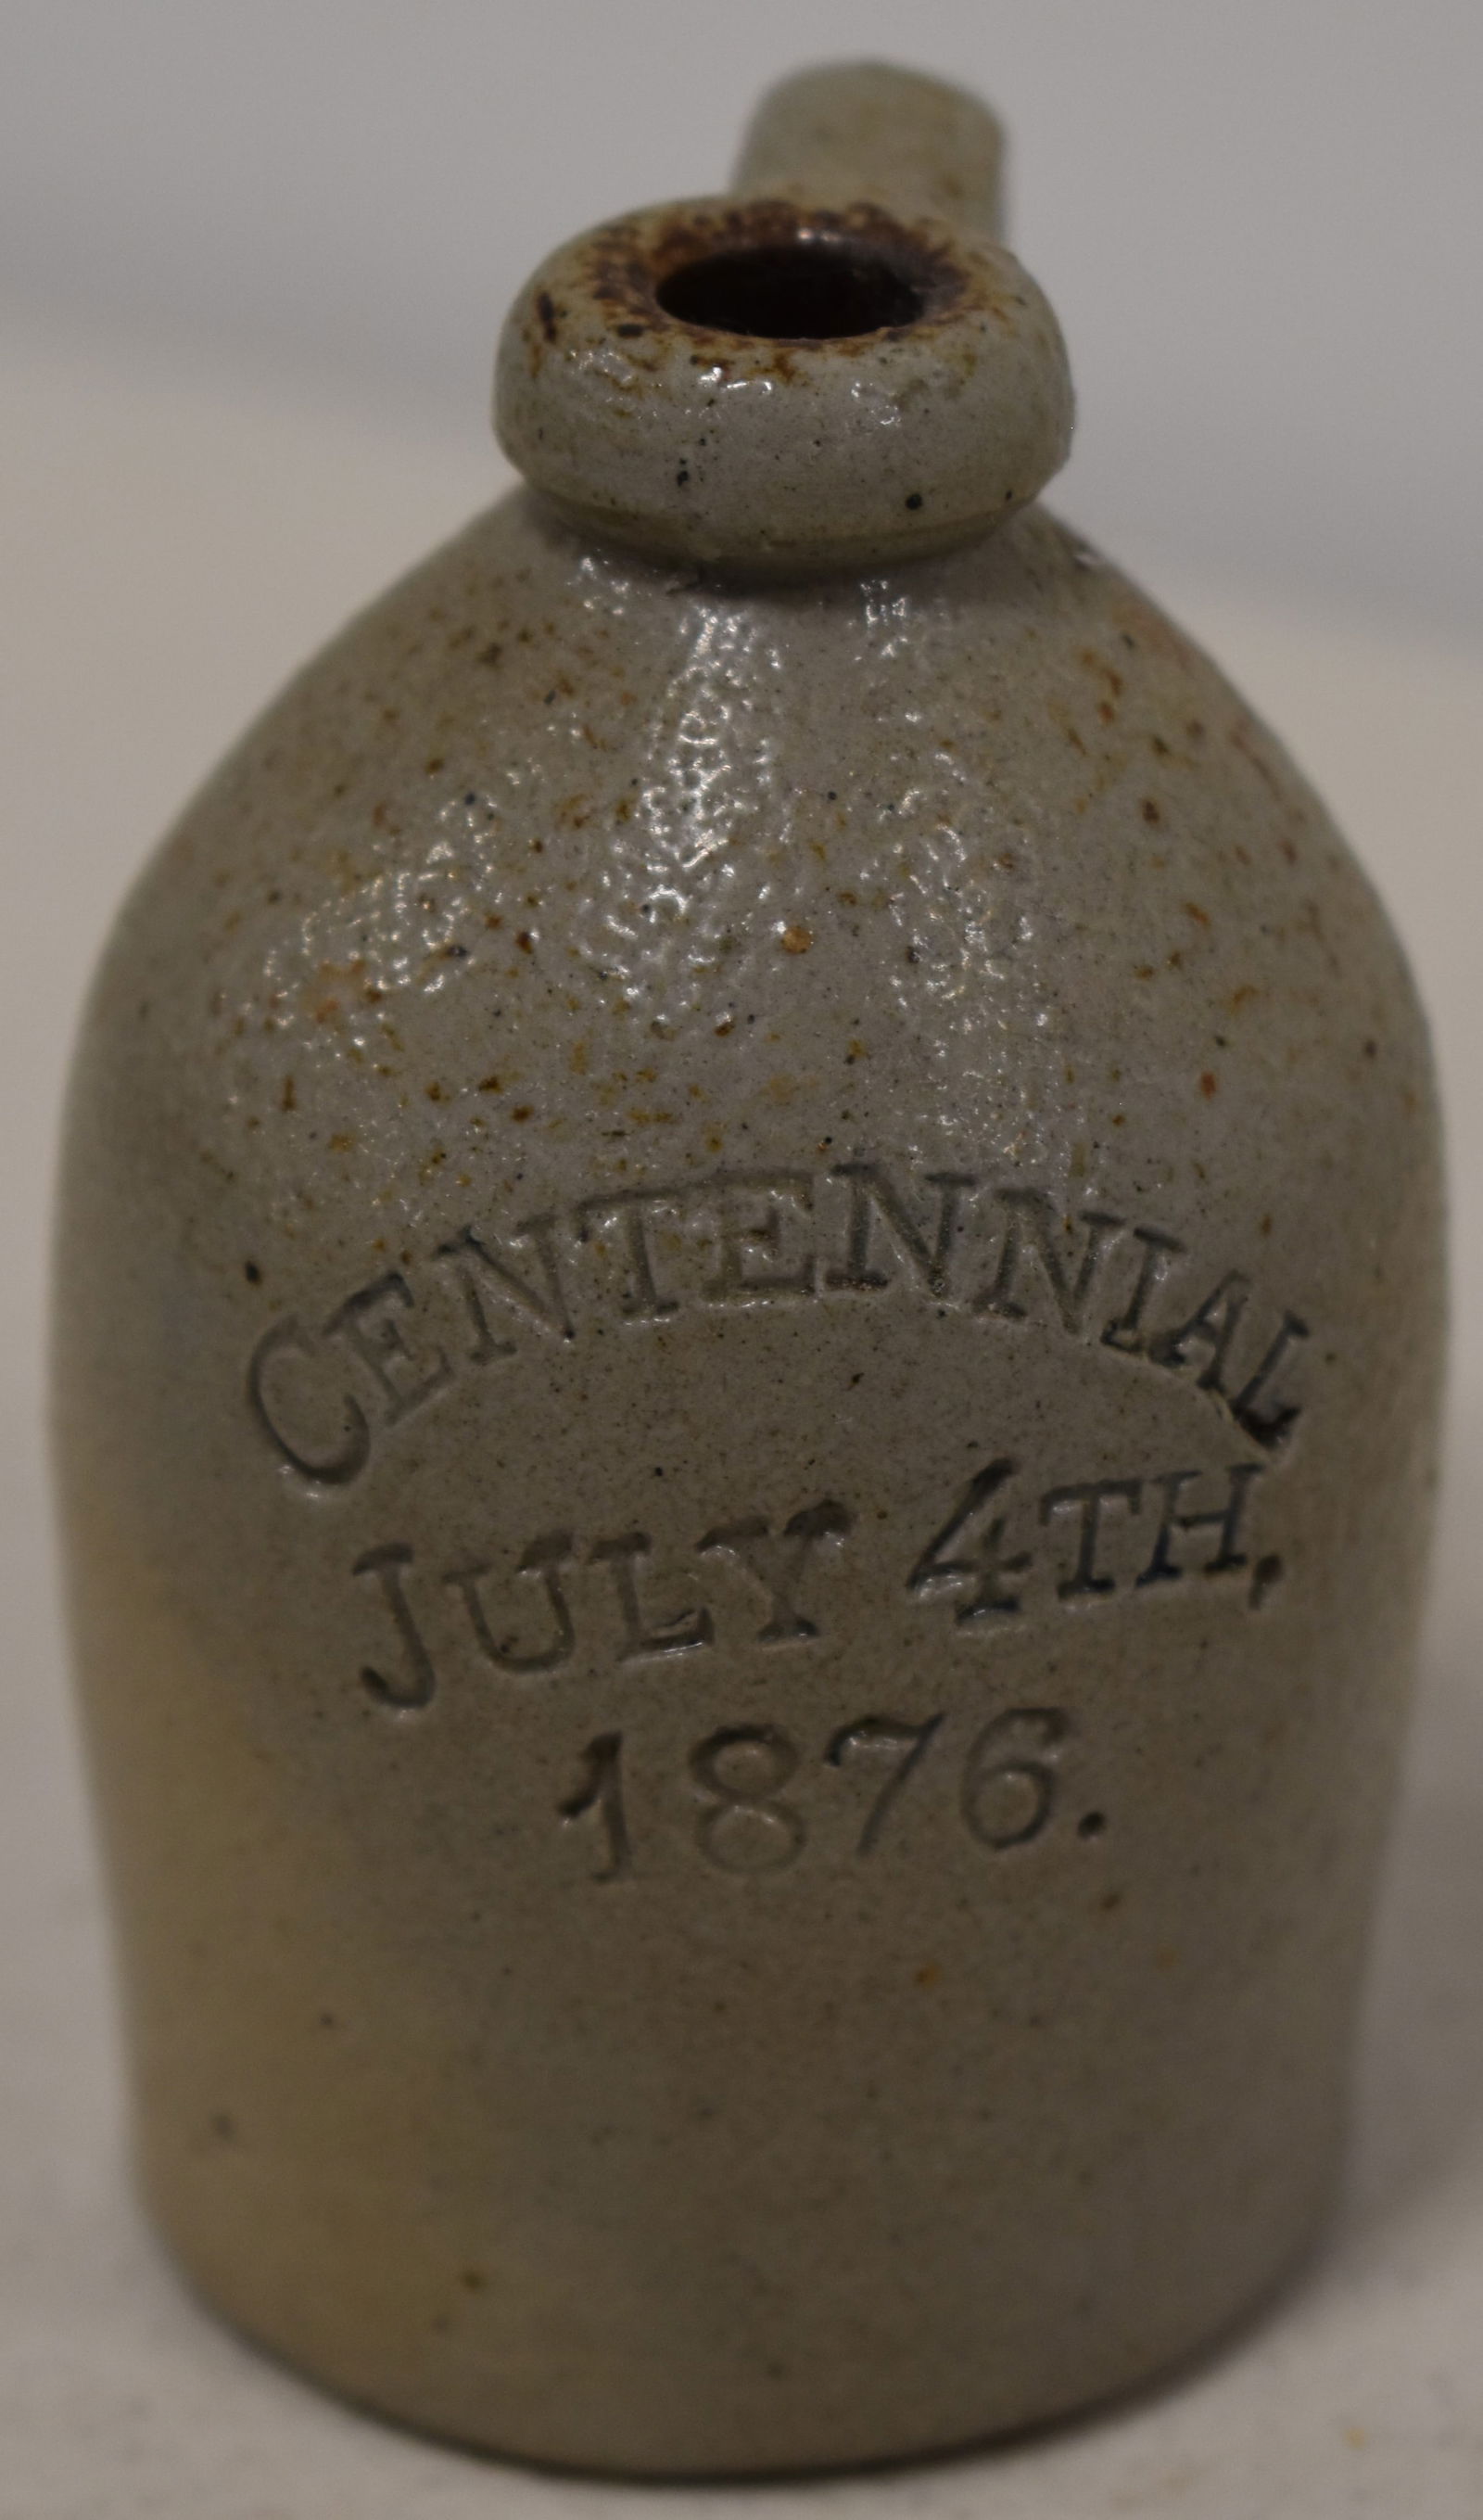 CENTENNIAL
JULY 4TH,
1876.